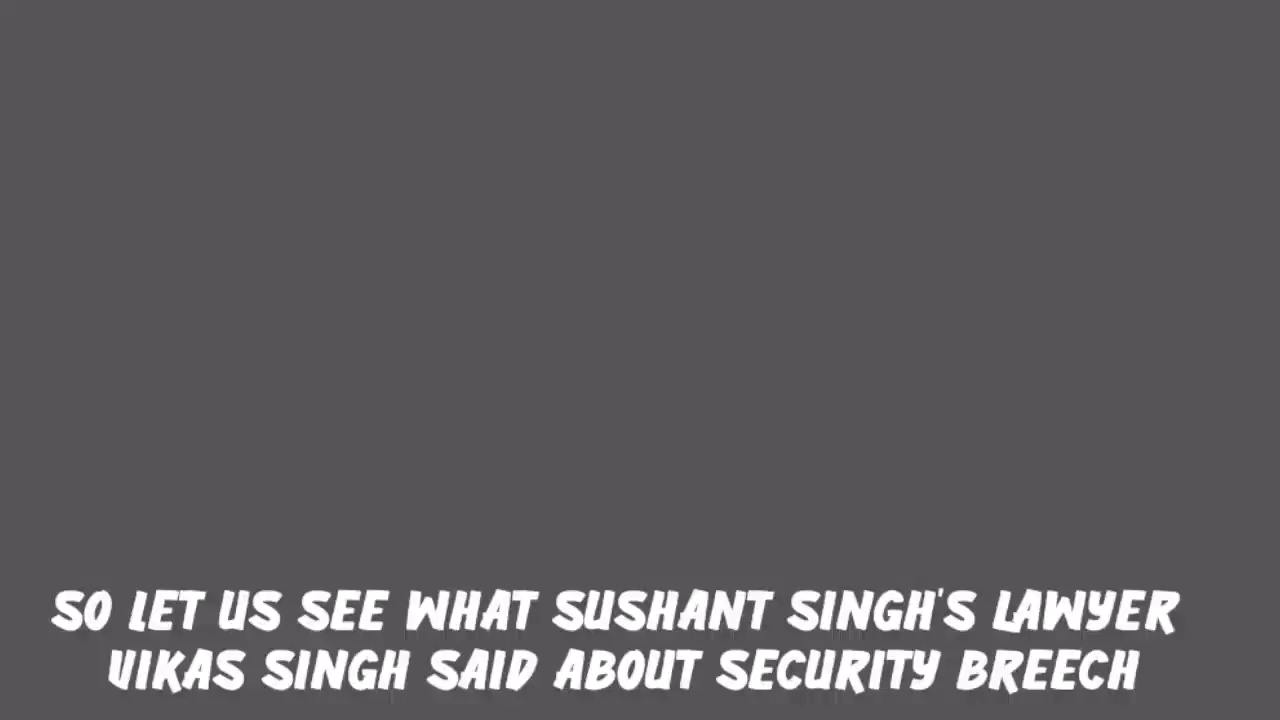 SO LET US SEE WHAT SUSHANT SINGH'S LAWYER
VIKAS SINGH SAID ABOUT SECURITY BREECH